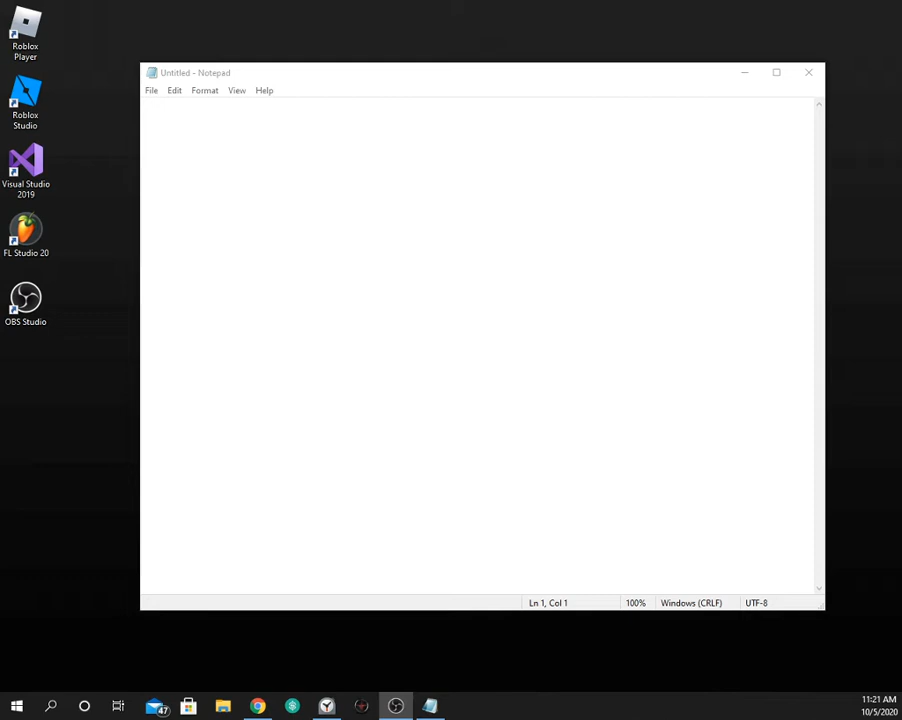 Roblox
Player
Roblox
Studio
Visual Studio
2019
FL Studio 20
OBS Studio
Untitled - Notepad
File Edit Format View Help
Ln 1, Col 1 100% Windows (CRLF) UTF-8
47
11:21 AM
10/5/2020